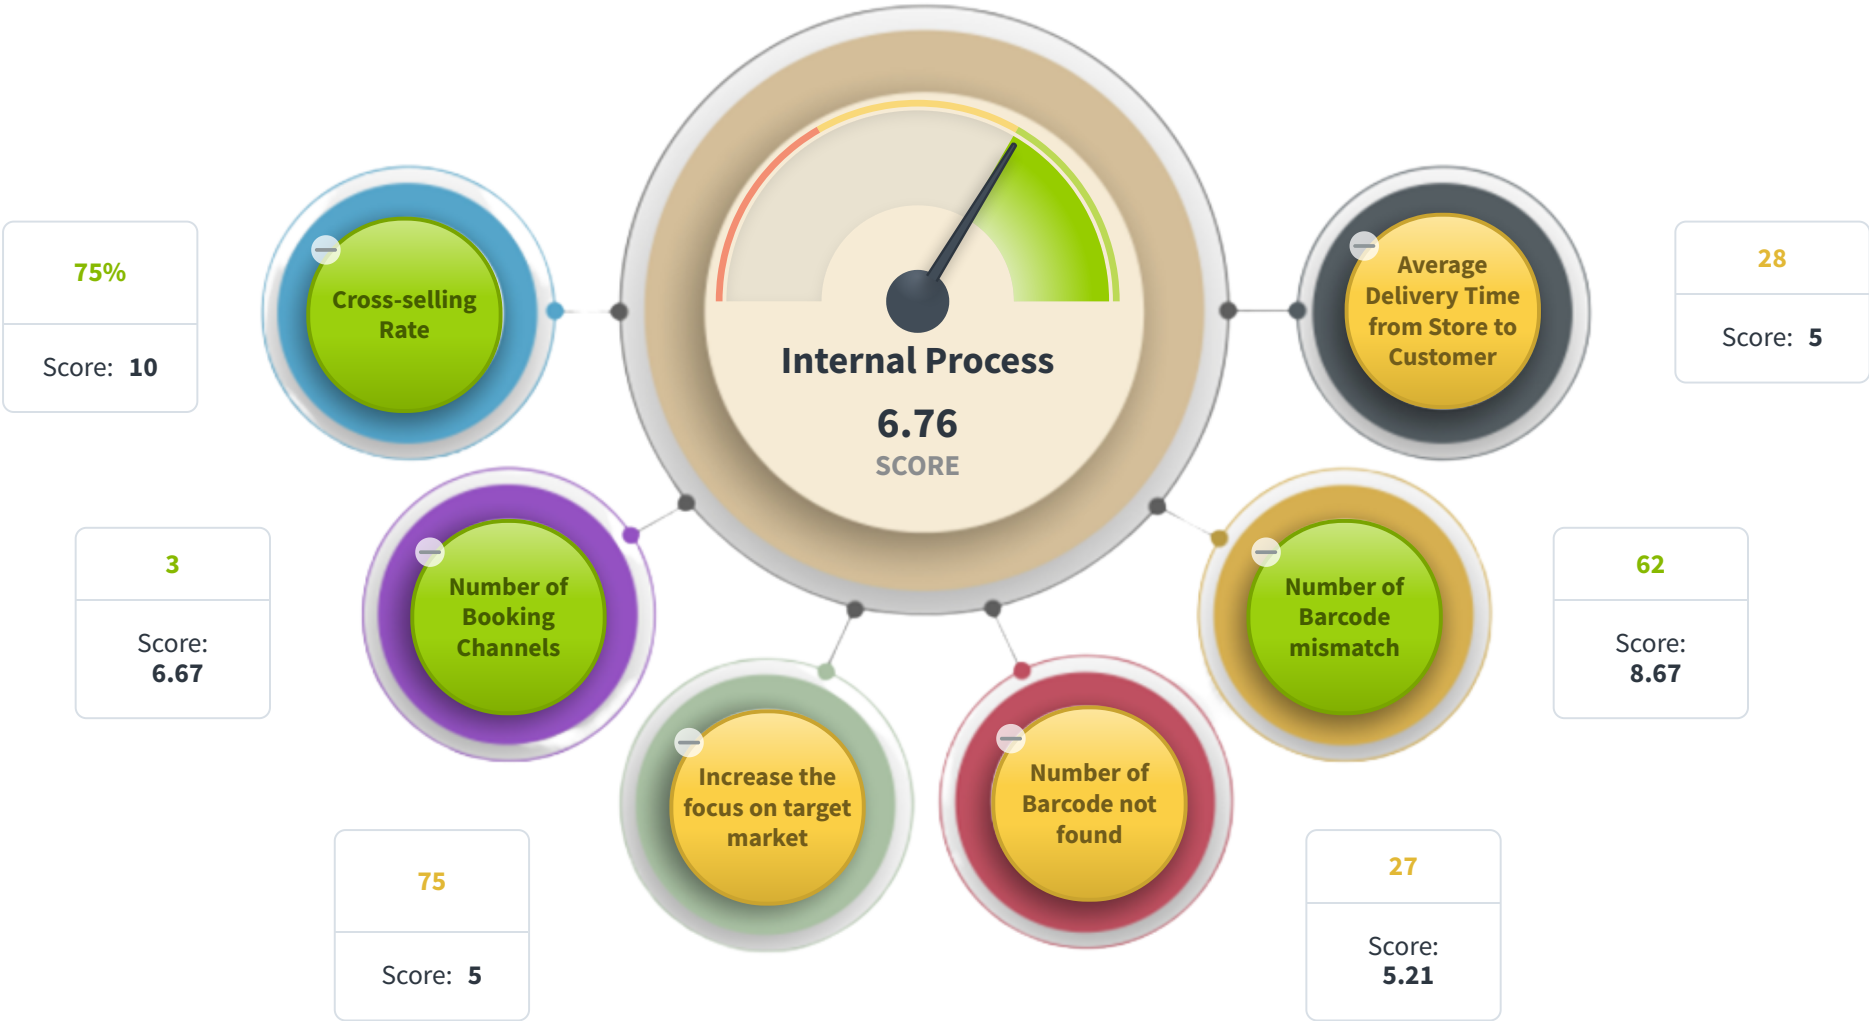 Internal Process
6.76
SCORE
75%
Score: 10
Cross-selling
Rate
Average
Delivery Time
from Store to
Customer
28
Score: 5
3
Score:
6.67
Number of
Booking
Channels
Number of
Barcode
mismatch
62
Score:
8.67
75
Score: 5
Increase the
focus on target
market
Number of
Barcode not
found
27
Score:
5.21